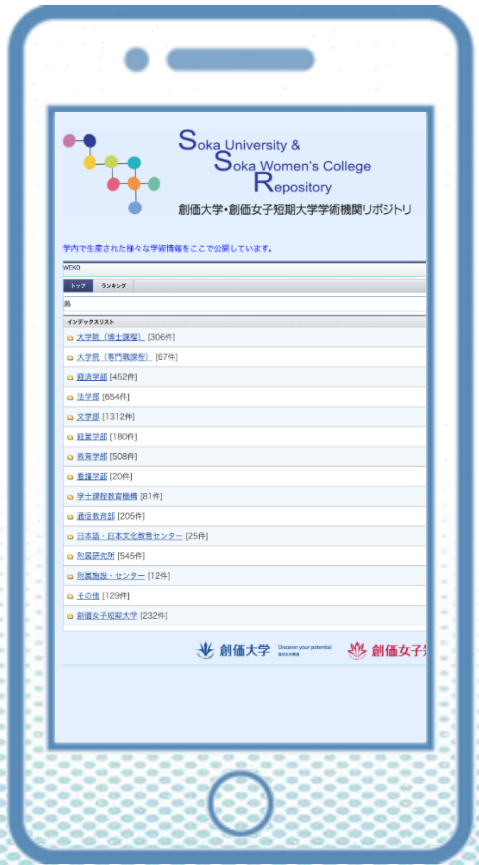 Soka University &
Soka Women's College
Repository
創価大学・創価女子短期大学学術機関リポジトリ
学内で生産された様々な学術情報をここで公開しています。
WEKO
トップ ランキング
インデックスリスト
大学院（博士課程） [306件]
大学院（専門職課程） [67件]
経済学部 [452件]
法学部 [654件]
文学部 [1312件]
経営学部 [180件]
教育学部 [508件]
看護学部 [20件]
学士課程教育機構 [81件]
通信教育部 [205件]
日本語・日本文化教育センター [25件]
附属研究所 [545件]
附属施設・センター [12件]
その他 [129件]
創価女子短期大学 [232件]
創価大学 Discover your potential 創価女子